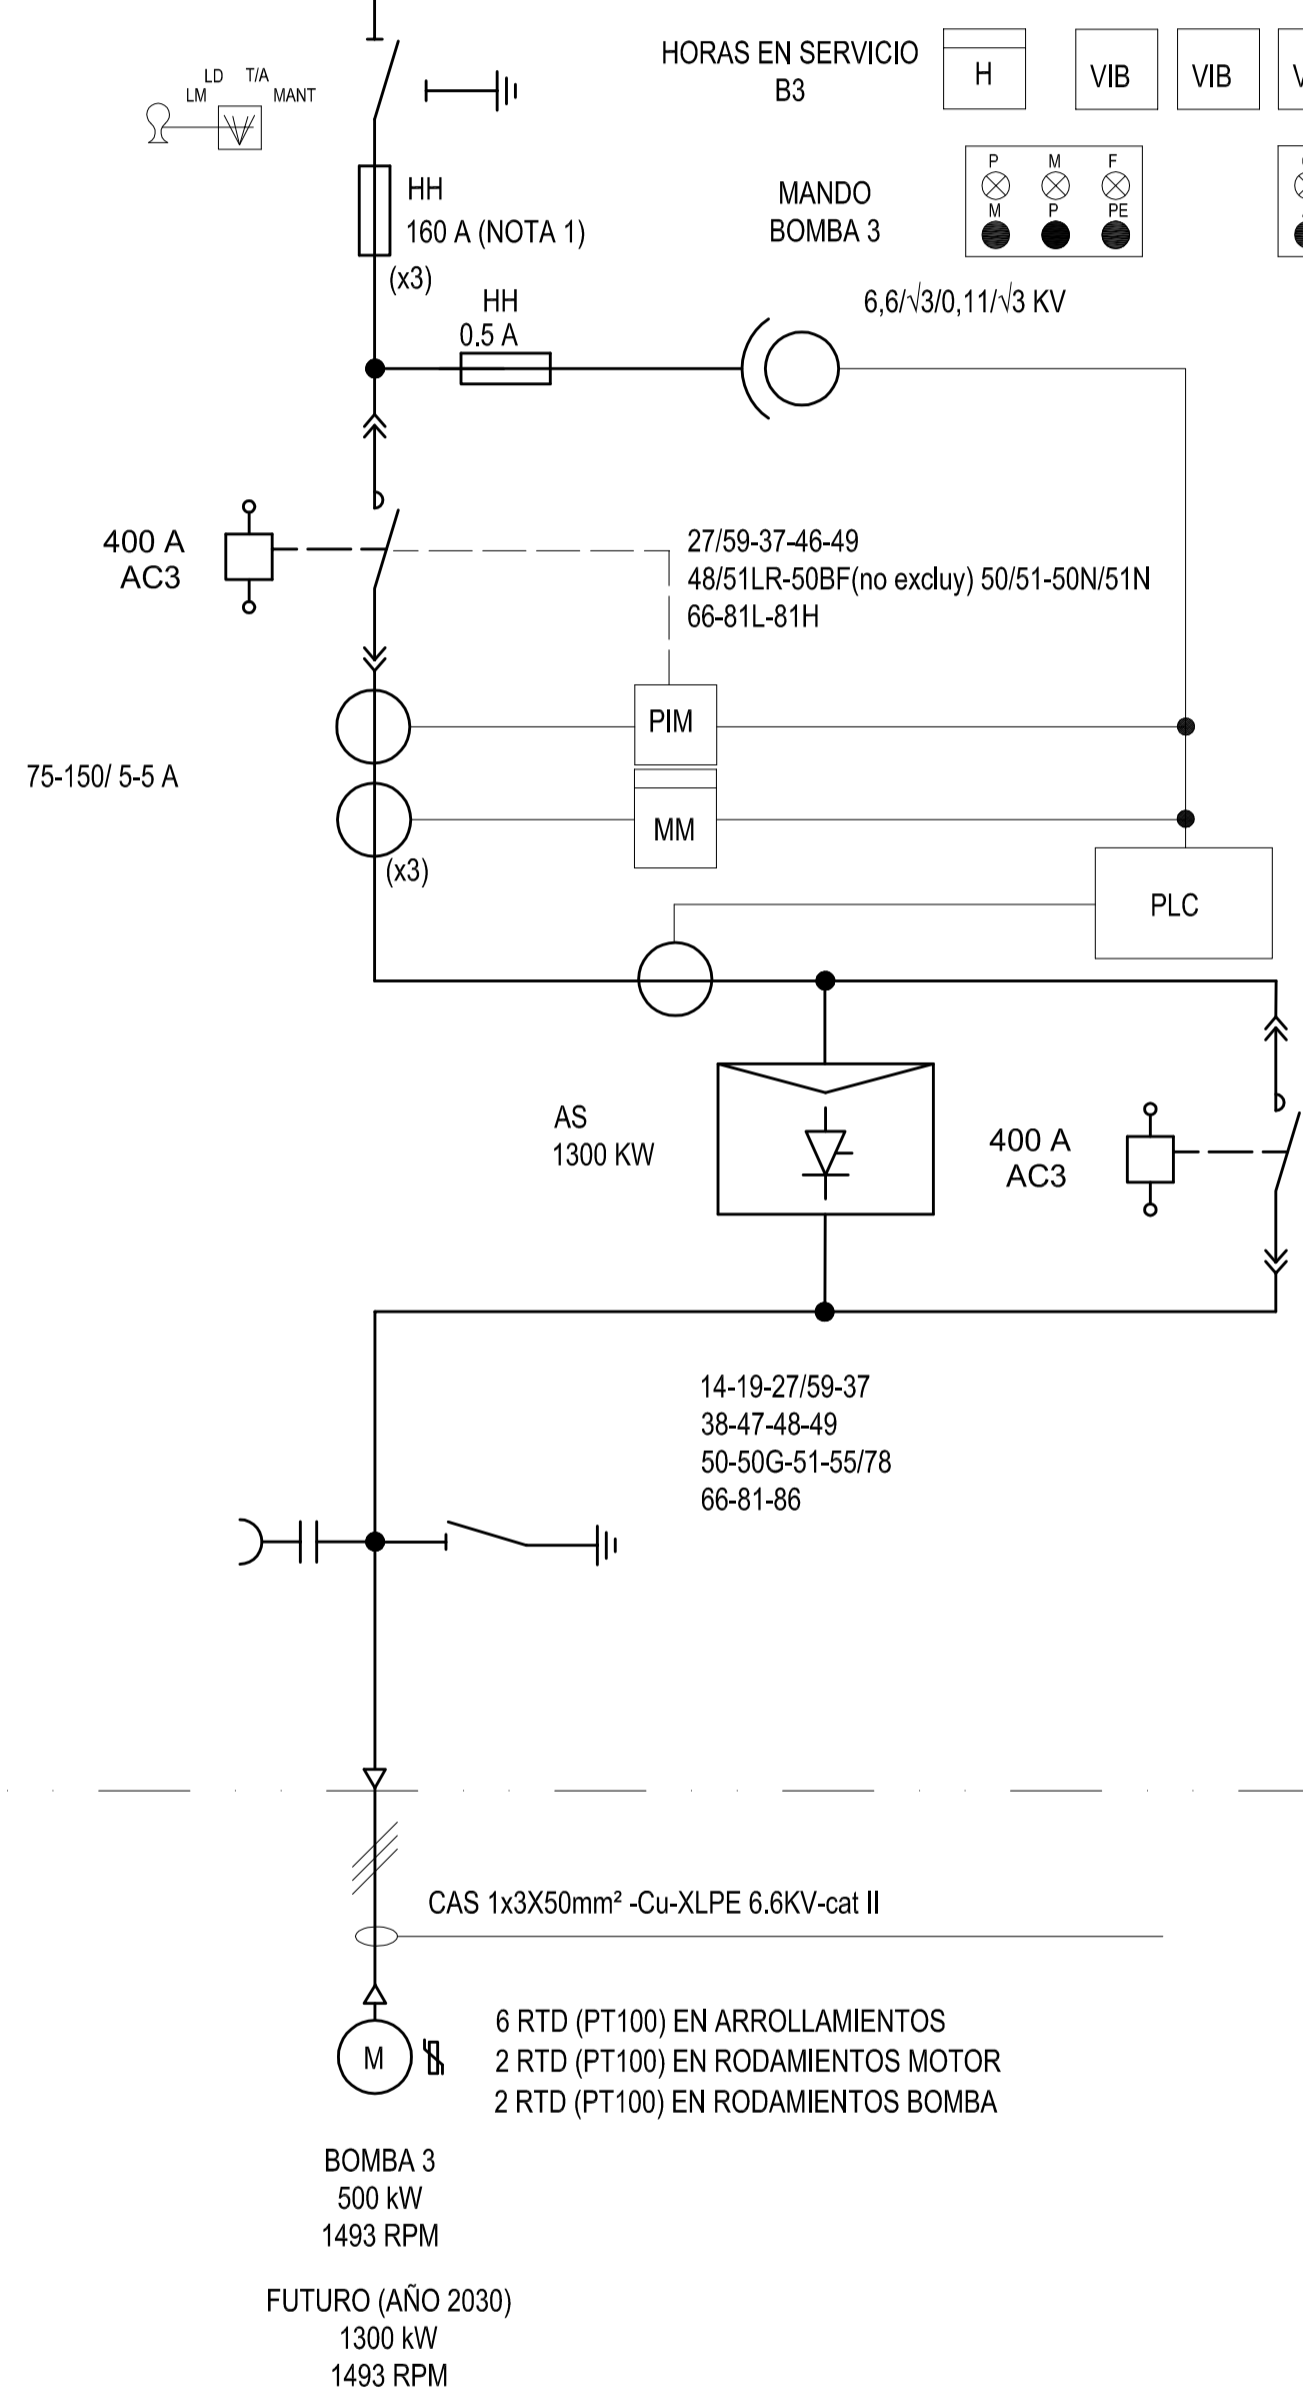 HORAS EN SERVICIO
B3
H
VIB
VIB
LD T/A
LM MANT
HH
160 A (NOTA 1)
(x3)
MANDO
BOMBA 3
P M F
M P PE
HH
0.5 A
6,6/√3/0,11/√3 KV
400 A
AC3
27/59-37-46-49
48/51LR-50BF(no excluy) 50/51-50N/51N
66-81L-81H
PIM
75-150/ 5-5 A
MM
(x3)
PLC
AS
1300 KW
400 A
AC3
14-19-27/59-37
38-47-48-49
50-50G-51-55/78
66-81-86
CAS 1x3X50mm² -Cu-XLPE 6.6KV-cat II
6 RTD (PT100) EN ARROLLAMIENTOS
2 RTD (PT100) EN RODAMIENTOS MOTOR
2 RTD (PT100) EN RODAMIENTOS BOMBA
M
BOMBA 3
500 kW
1493 RPM
FUTURO (AÑO 2030)
1300 kW
1493 RPM